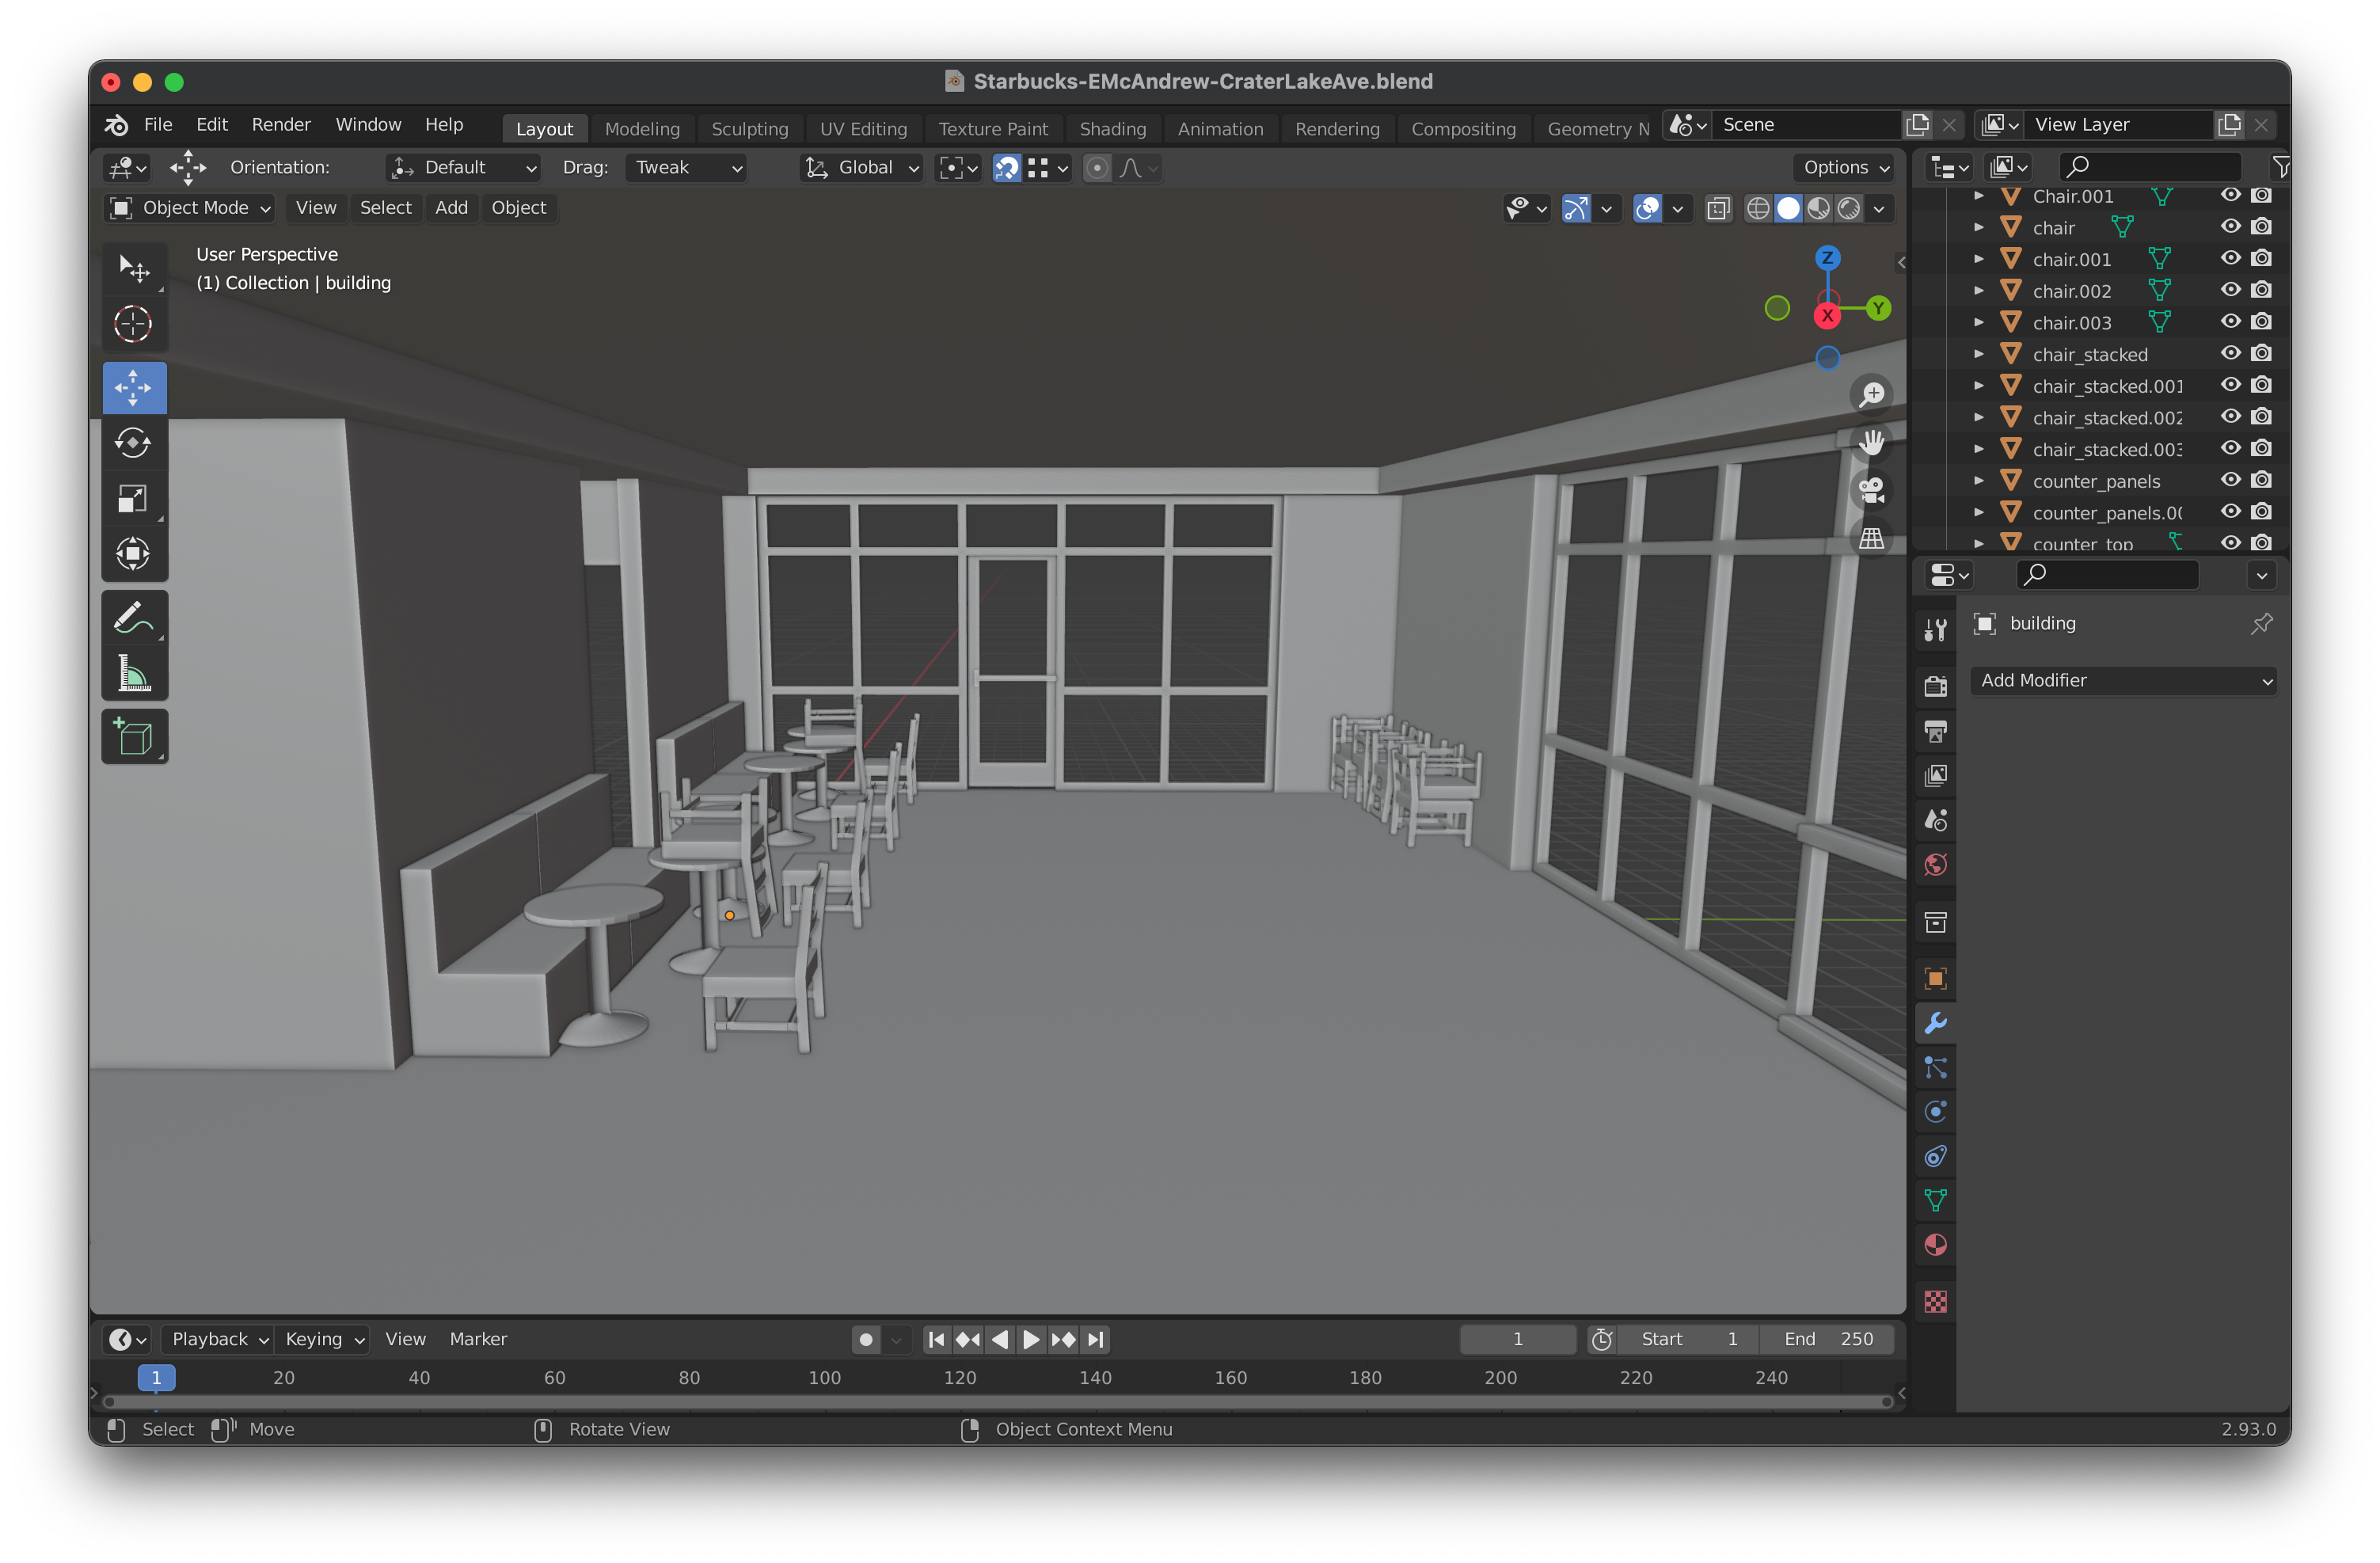 Starbucks-EMcAndrew-CraterLakeAve.blend
File Edit Render Window Help Layout Modeling Sculpting UV Editing Texture Paint Shading Animation Rendering Compositing Geometry N Scene View Layer
Orientation: Default Drag: Tweak Global Options
Object Mode View Select Add Object
User Perspective
(1) Collection | building
Z
Y
X
Chair.001
chair
chair.001
chair.002
chair.003
chair_stacked
chair_stacked.001
chair_stacked.002
chair_stacked.003
counter_panels
counter_panels.00
counter_top
building
Add Modifier
Playback Keying View Marker 1 Start 1 End 250
1 20 40 60 80 100 120 140 160 180 200 220 240
Select Move Rotate View Object Context Menu 2.93.0